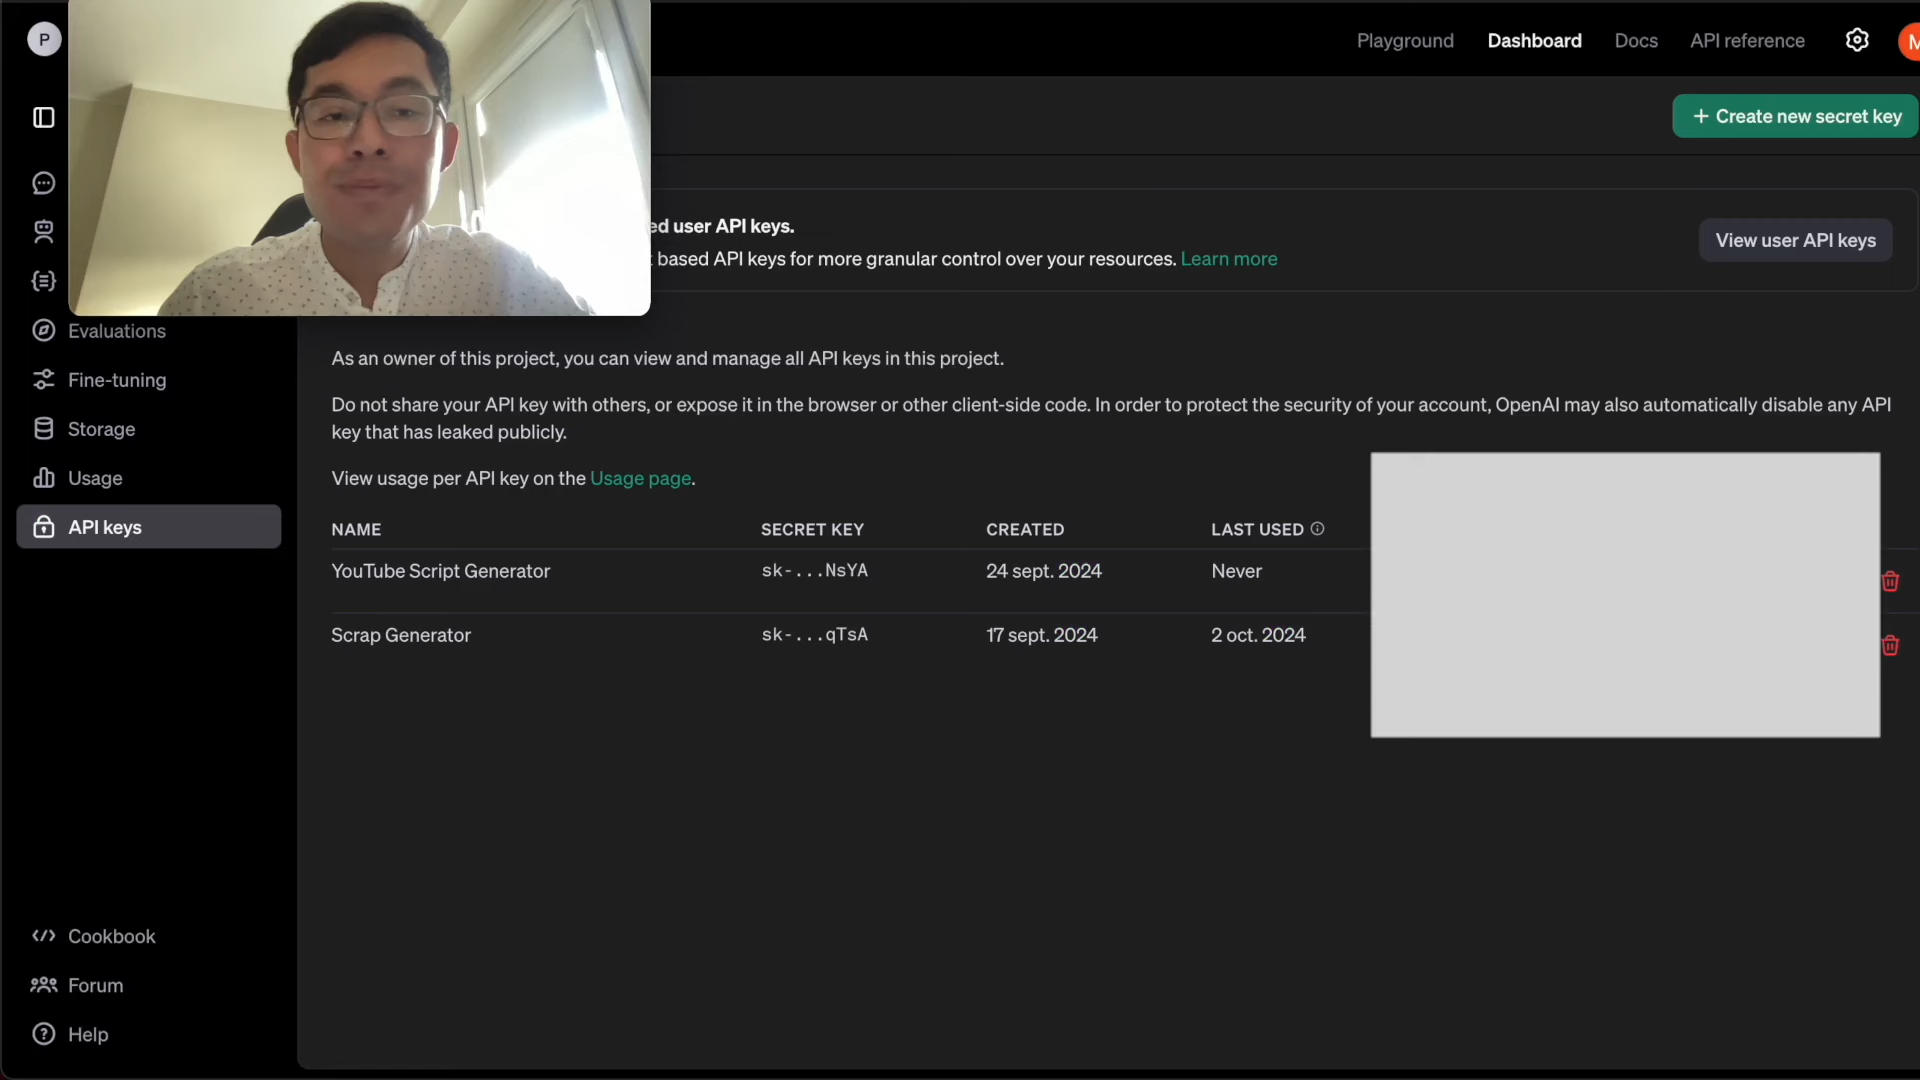 P
Playground
Dashboard
Docs
API reference
M
+ Create new secret key
ed user API keys.
based API keys for more granular control over your resources. Learn more
View user API keys
Evaluations
Fine-tuning
Storage
Usage
API keys
As an owner of this project, you can view and manage all API keys in this project.
Do not share your API key with others, or expose it in the browser or other client-side code. In order to protect the security of your account, OpenAI may also automatically disable any API
key that has leaked publicly.
View usage per API key on the Usage page.
NAME SECRET KEY CREATED LAST USED
YouTube Script Generator sk-...NsYA 24 sept. 2024 Never
Scrap Generator sk-...qTsA 17 sept. 2024 2 oct. 2024
Cookbook
Forum
Help